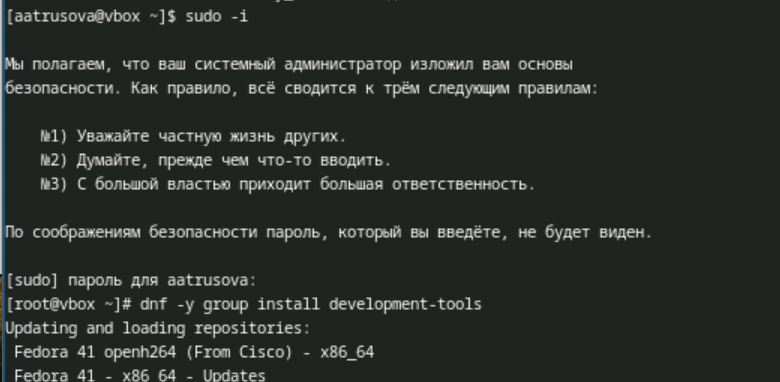 [aatrusova@vbox ~]$ sudo -i
Мы полагаем, что ваш системный администратор изложил вам основы
безопасности. Как правило, всё сводится к трём следующим правилам:
№1) Уважайте частную жизнь других.
№2) Думайте, прежде чем что-то вводить.
№3) С большой властью приходит большая ответственность.
По соображениям безопасности пароль, который вы введёте, не будет виден.
[sudo] пароль для aatrusova:
[root@vbox ~]# dnf -y group install development-tools
Updating and loading repositories:
Fedora 41 openh264 (From Cisco) - x86_64
Fedora 41 - x86_64 - Updates